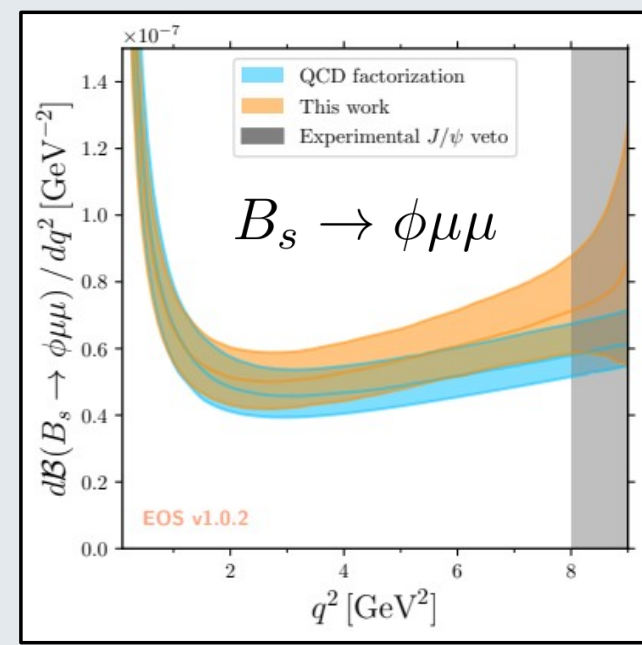 ×10⁻⁷
QCD factorization
This work
Experimental J/ψ veto
B_s → ϕμμ
dℬ(B_s → ϕμμ) / dq² [GeV⁻²]
1.4
1.2
1.0
0.8
0.6
0.4
0.2
0.0
EOS v1.0.2
2 4 6 8
q² [GeV²]